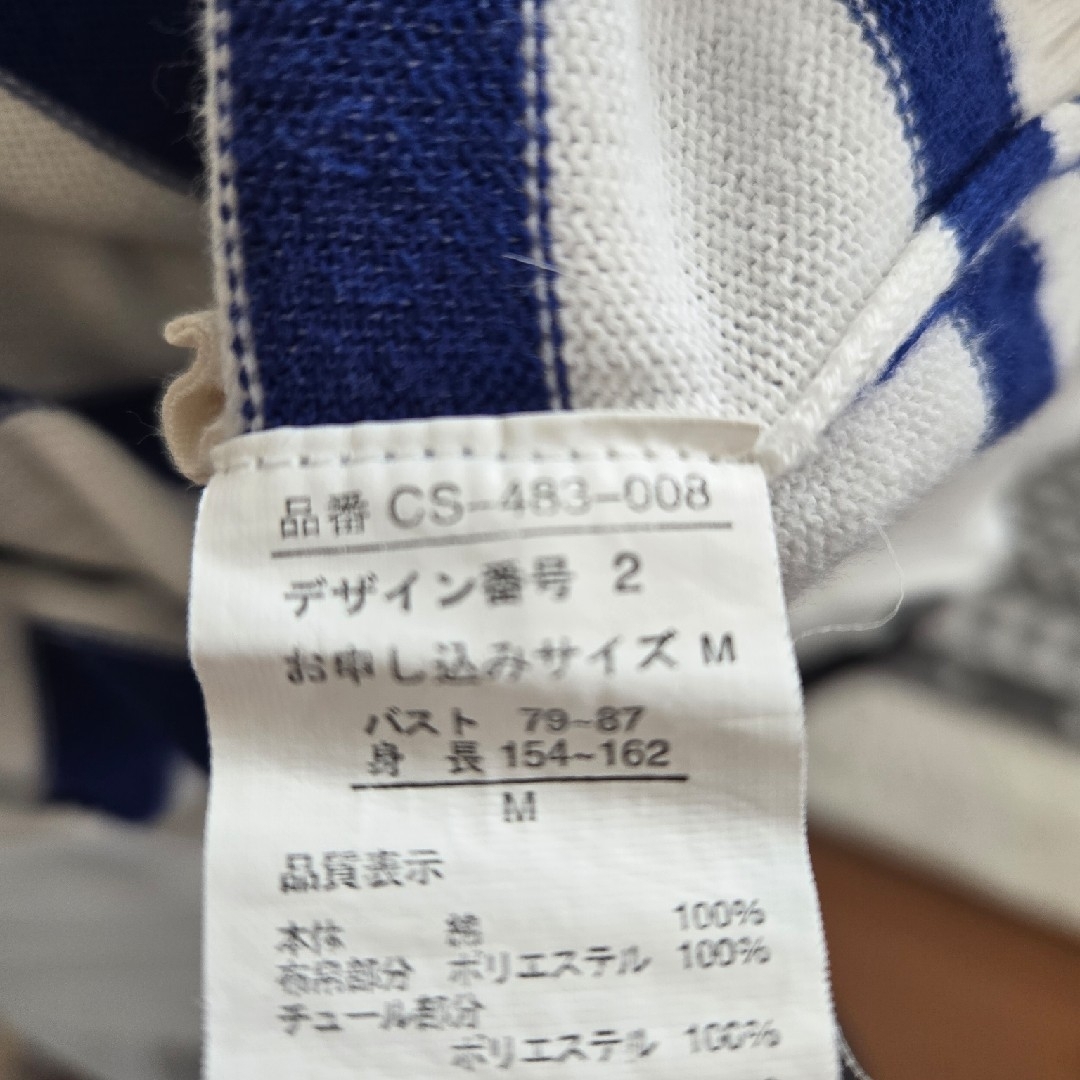 品番 CS-483-008
デザイン番号 2
お申し込みサイズ M
バスト 79~87
身長 154~162
M
品質表示
本体 綿 100%
布帛部分 ポリエステル 100%
チュール部分
ポリエステル 100%